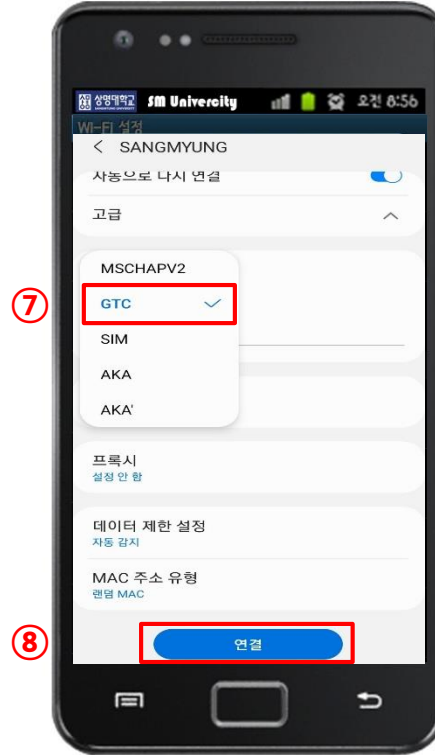 상명대학교 SM Univercity 오전 8:56
Wi-Fi 설정
< SANGMYUNG
자동으로 다시 연결
고급
MSCHAPV2
⑦ GTC
SIM
AKA
AKA'
프록시
설정 안 함
데이터 제한 설정
자동 감지
MAC 주소 유형
랜덤 MAC
⑧ 연결